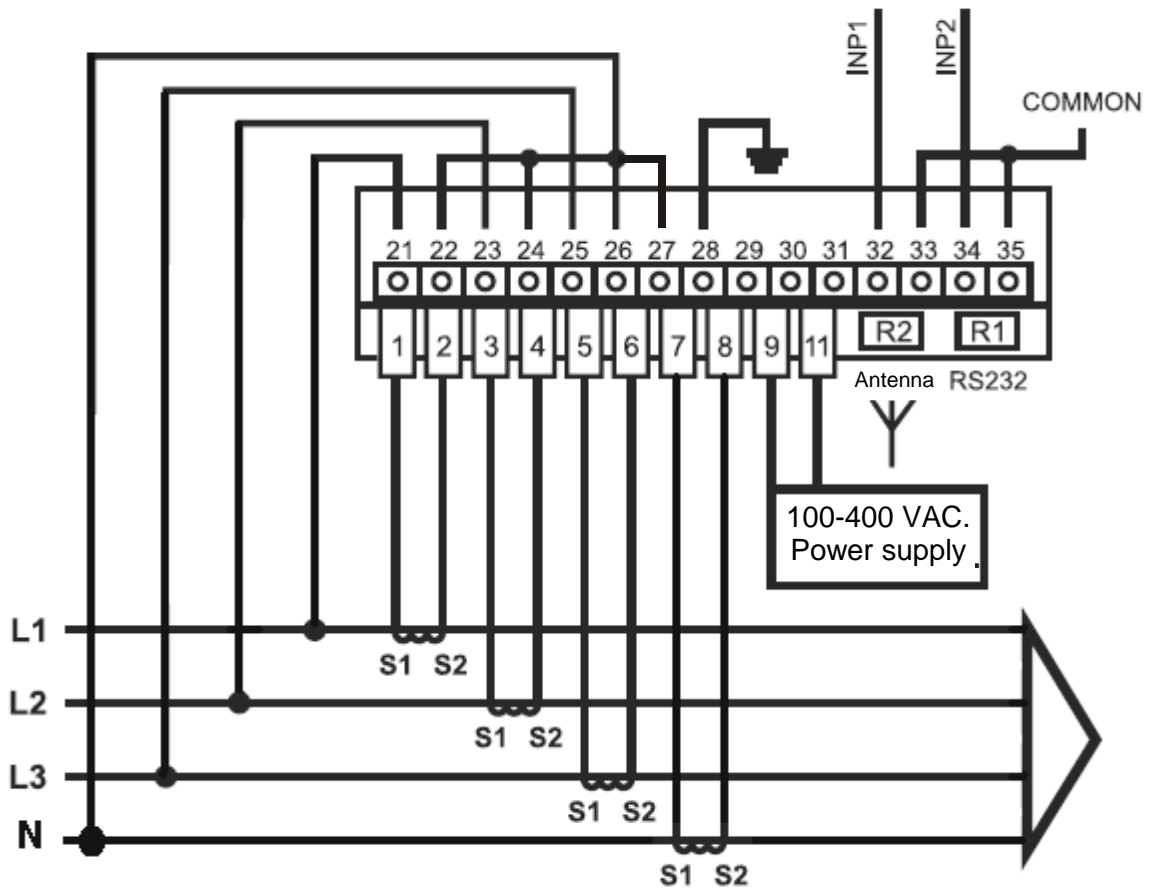 INP1 INP2
COMMON
21 22 23 24 25 26 27 28 29 30 31 32 33 34 35
1 2 3 4 5 6 7 8 9 11 R2 R1
Antenna RS232
100-400 VAC.
Power supply .
L1
S1 S2
L2
S1 S2
L3
S1 S2
N
S1 S2